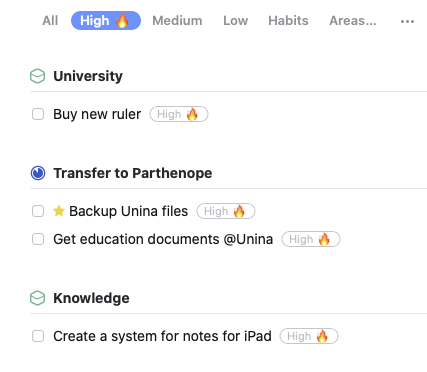 All High 🔥 Medium Low Habits Areas... ...
University
Buy new ruler High 🔥
Transfer to Parthenope
⭐ Backup Unina files High 🔥
Get education documents @Unina High 🔥
Knowledge
Create a system for notes for iPad High 🔥